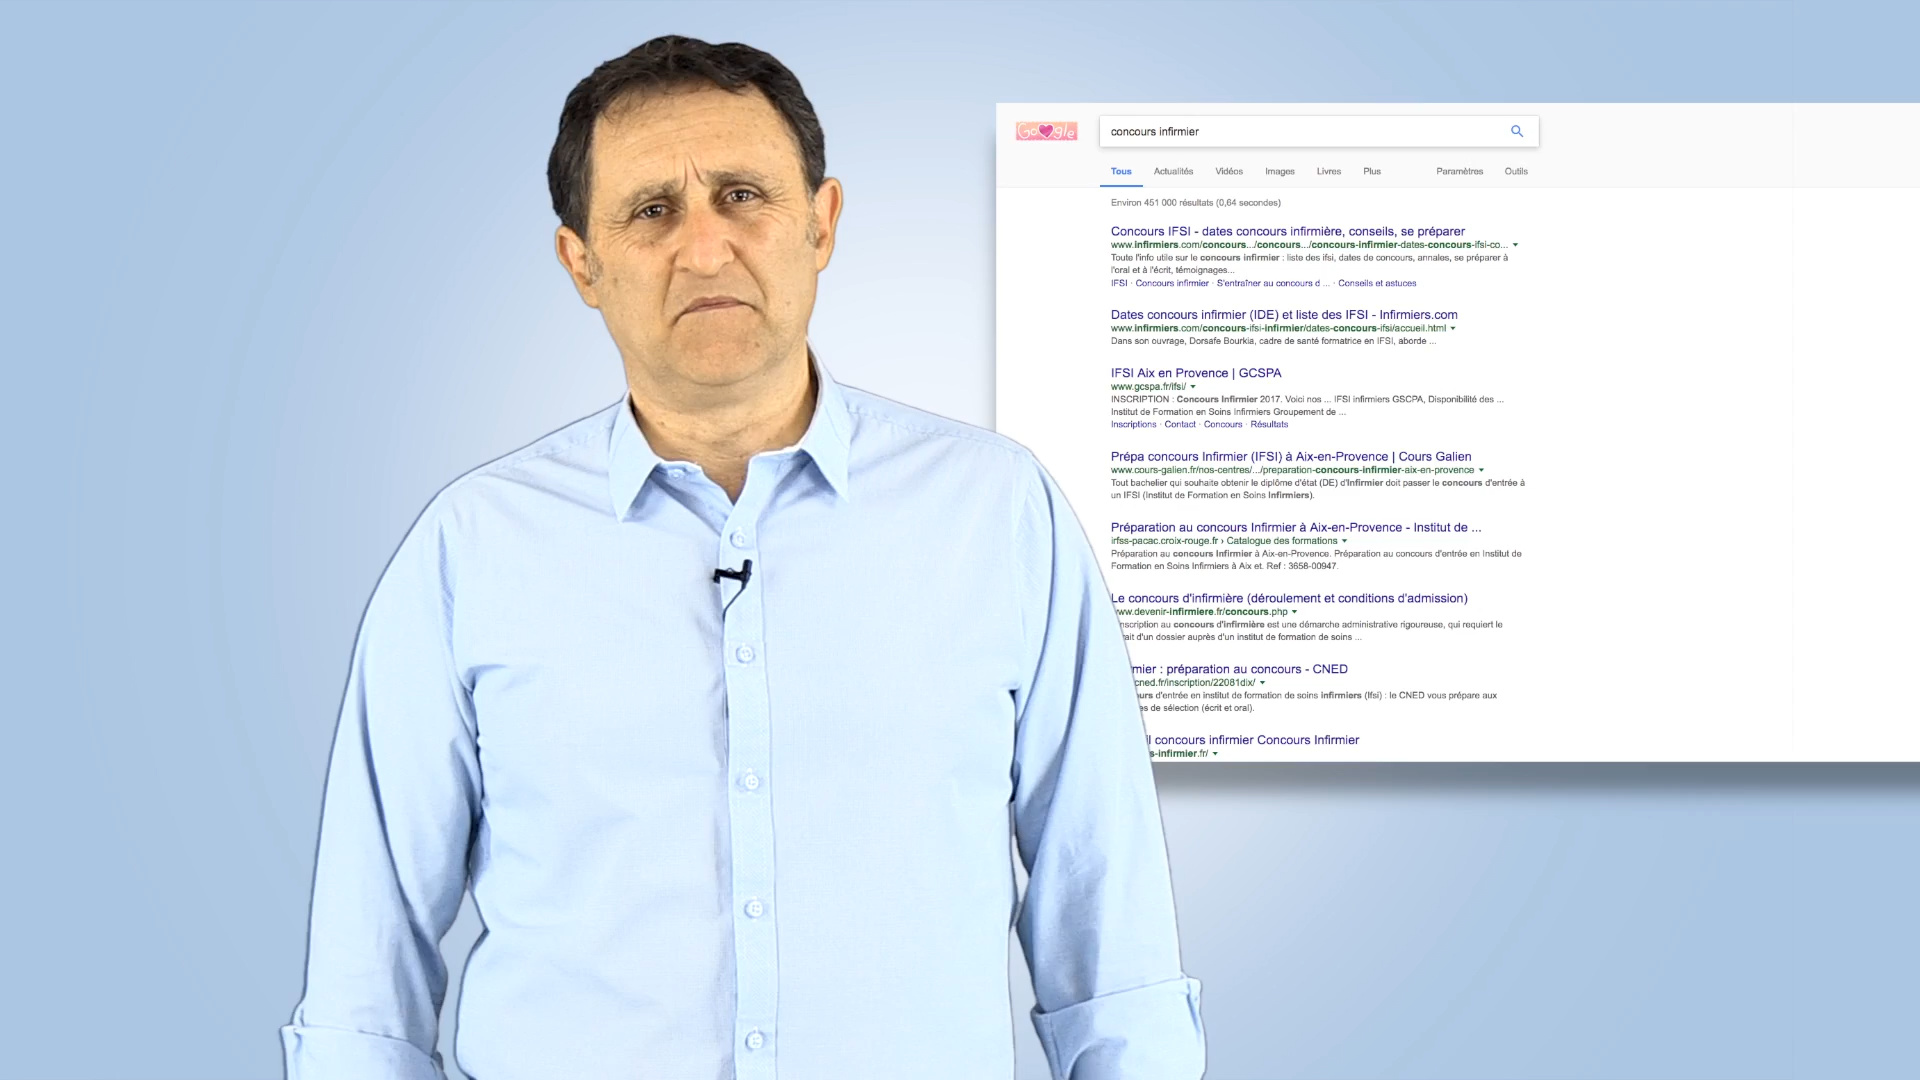 Google
concours infirmier
Tous Actualités Vidéos Images Livres Plus Paramètres Outils
Environ 451 000 résultats (0,64 secondes)
Concours IFSI - dates concours infirmière, conseils, se préparer
www.infirmiers.com/concours.../concours.../concours-infirmier-dates-concours-ifsi-co...
Toute l'info utile sur le concours infirmier : liste des ifsi, dates de concours, annales, se préparer à
l'oral et à l'écrit, témoignages...
IFSI · Concours infirmier · S'entraîner au concours d ... · Conseils et astuces
Dates concours infirmier (IDE) et liste des IFSI - Infirmiers.com
www.infirmiers.com/concours-ifsi-infirmier/dates-concours-ifsi/accueil.html
Dans son ouvrage, Dorsafe Bourkia, cadre de santé formatrice en IFSI, aborde ...
IFSI Aix en Provence | GCSPA
www.gcspa.fr/ifsi/
INSCRIPTION : Concours Infirmier 2017. Voici nos ... IFSI infirmiers GSCPA, Disponibilité des ...
Institut de Formation en Soins Infirmiers Groupement de ...
Inscriptions · Contact · Concours · Résultats
Prépa concours Infirmier (IFSI) à Aix-en-Provence | Cours Galien
www.cours-galien.fr/nos-centres/.../preparation-concours-infirmier-aix-en-provence
Tout bachelier qui souhaite obtenir le diplôme d'état (DE) d'Infirmier doit passer le concours d'entrée à
un IFSI (Institut de Formation en Soins Infirmiers).
Préparation au concours Infirmier à Aix-en-Provence - Institut de ...
irfss-pacac.croix-rouge.fr › Catalogue des formations
Préparation au concours Infirmier à Aix-en-Provence. Préparation au concours d'entrée en Institut de
Formation en Soins Infirmiers à Aix et. Ref : 3658-00947.
Le concours d'infirmière (déroulement et conditions d'admission)
www.devenir-infirmiere.fr/concours.php
nscription au concours d'infirmière est une démarche administrative rigoureuse, qui requiert le
rait d'un dossier auprès d'un institut de formation de soins ...
mier : préparation au concours - CNED
cned.fr/inscription/22081dix/
urs d'entrée en institut de formation de soins infirmiers (Ifsi) : le CNED vous prépare aux
es de sélection (écrit et oral).
l concours infirmier Concours Infirmier
s-infirmier.fr/